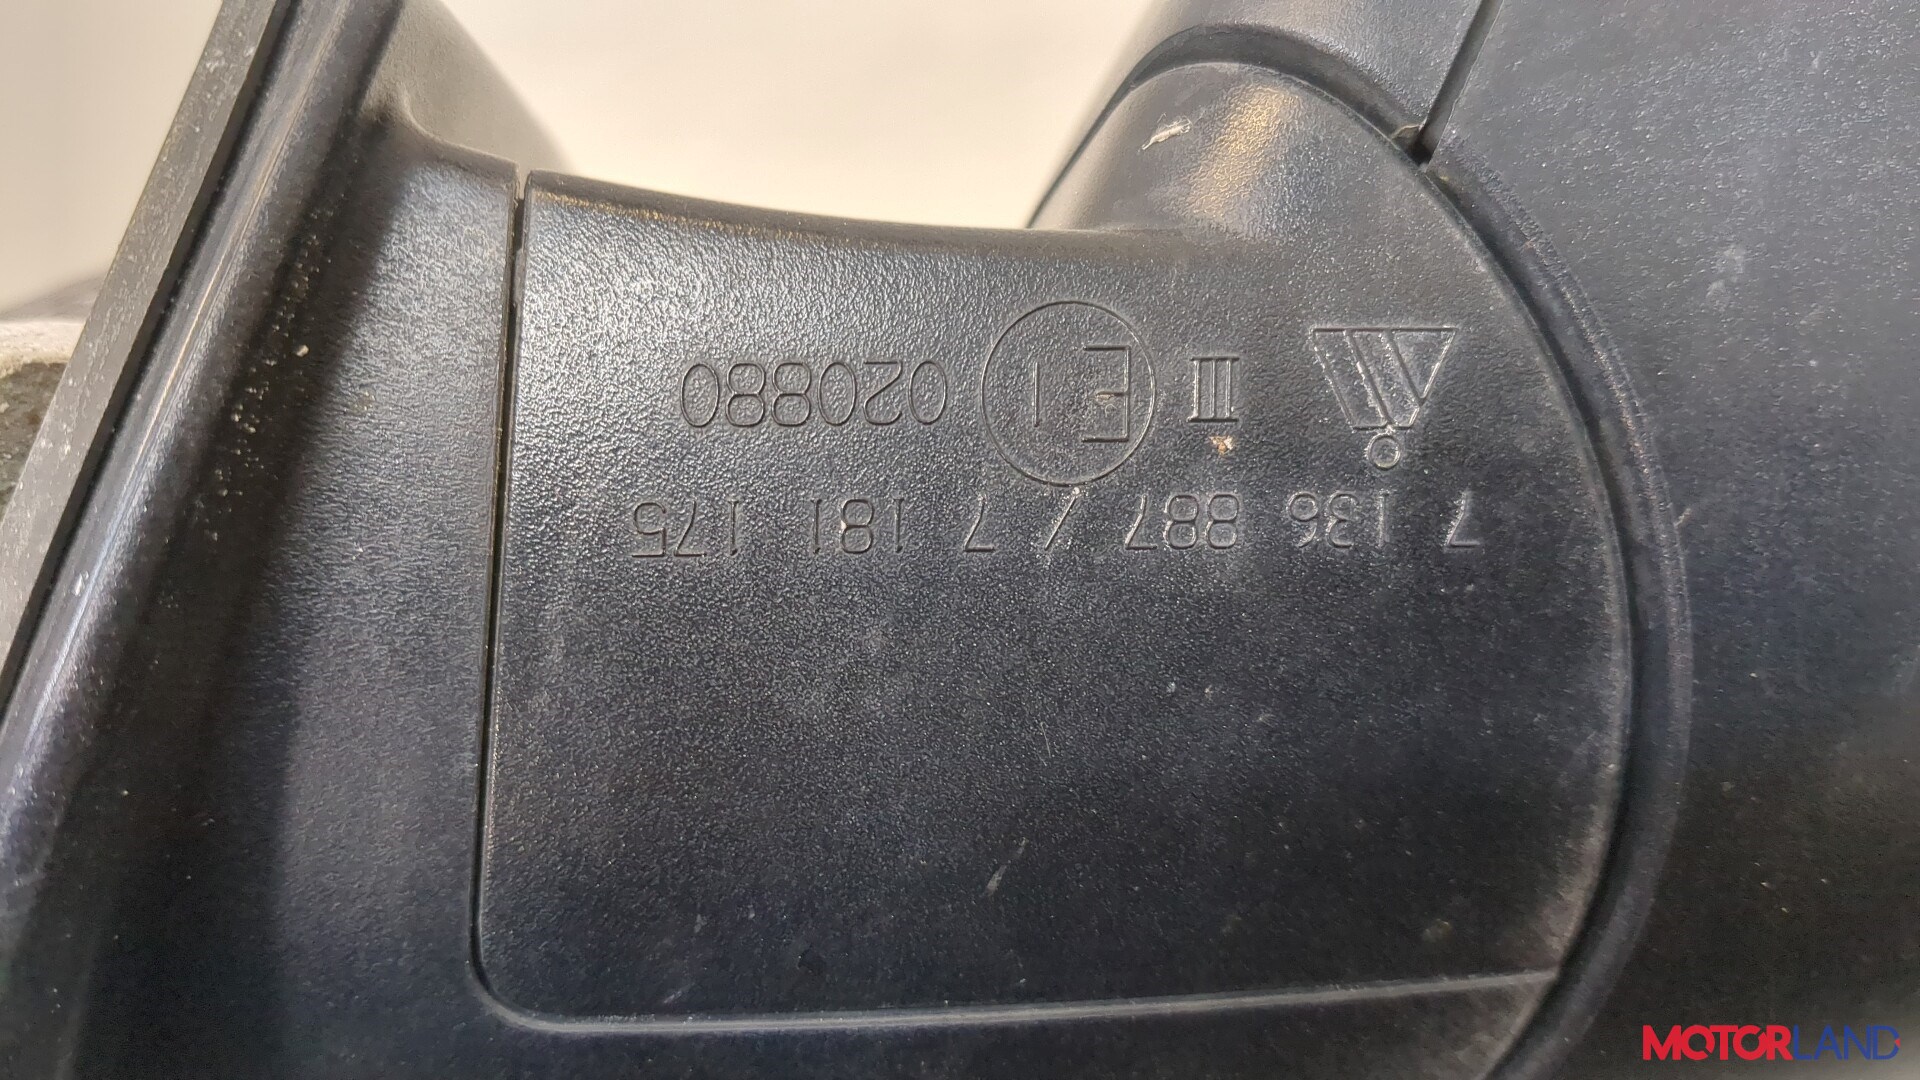 7 136 887 / 7 181 175
III E1 020880
MOTORLAND